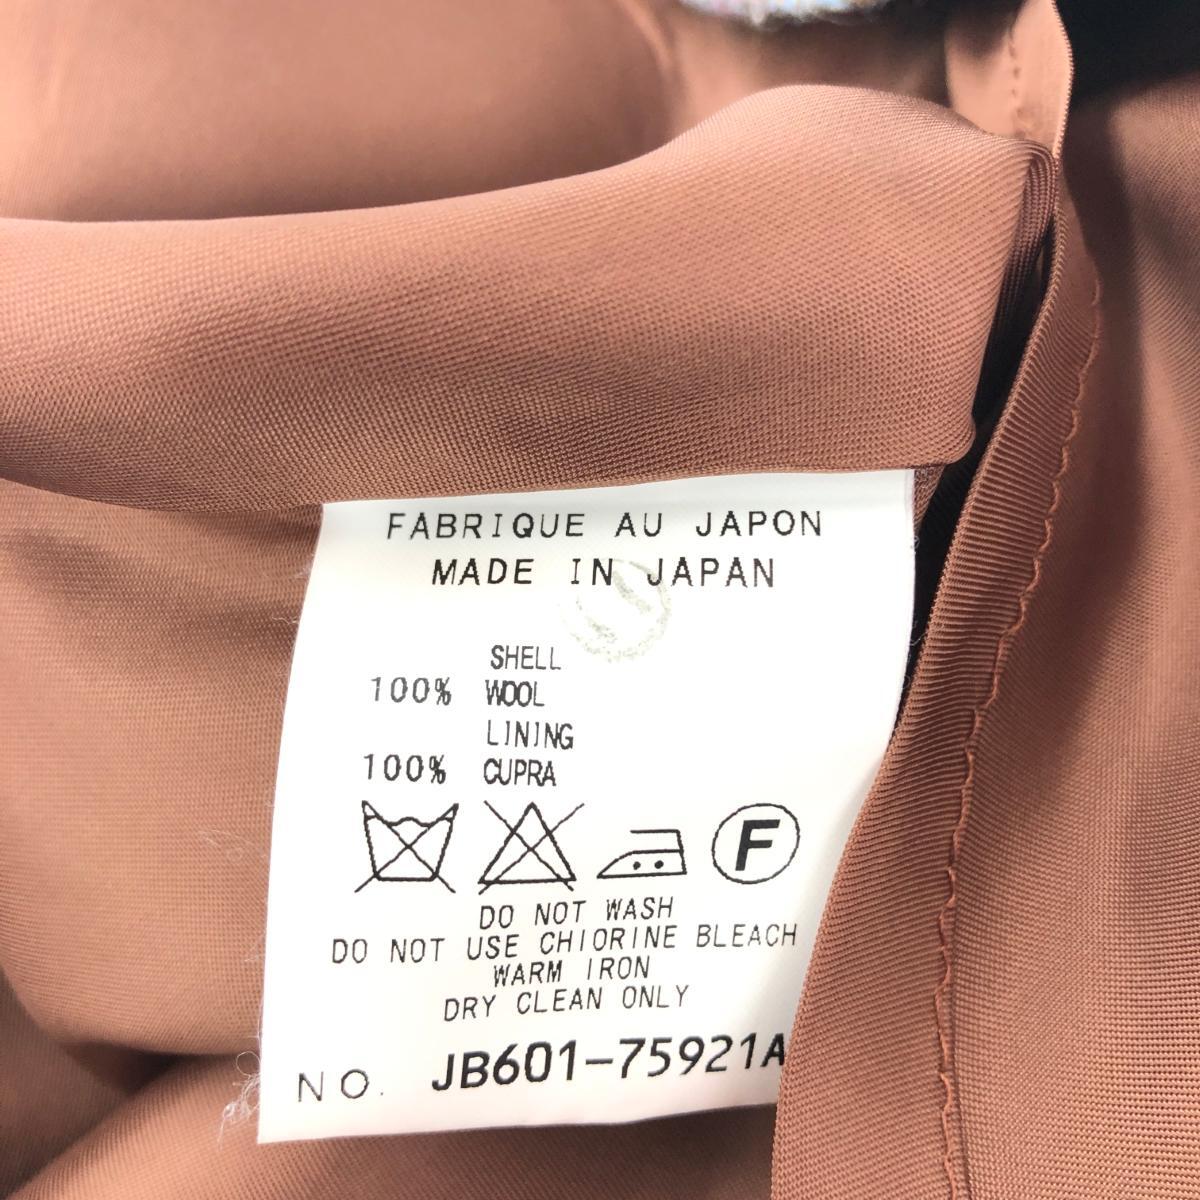 FABRIQUE AU JAPON
MADE IN JAPAN
SHELL
100% WOOL
LINING
100% CUPRA
F
DO NOT WASH
DO NOT USE CHIORINE BLEACH
WARM IRON
DRY CLEAN ONLY
NO. JB601-75921A